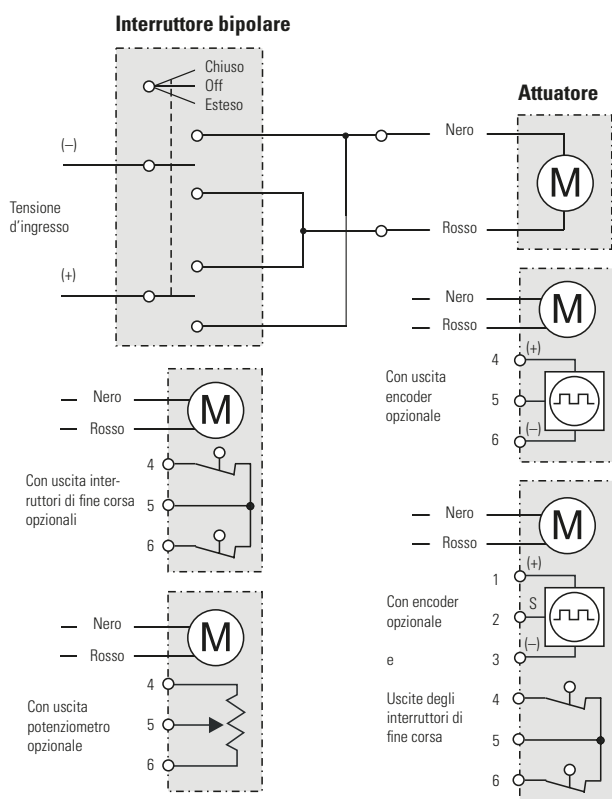 Interruttore bipolare
Chiuso
Off
Esteso
(–)
Tensione
d’ingresso
(+)
Attuatore
Nero
M
Rosso
Nero
Rosso
M
Con uscita
encoder
opzionale
4
(+)
5
6
(–)
Nero
Rosso
M
Con uscita inter-
ruttori di fine corsa
opzionali
4
5
6
Nero
Rosso
M
Con encoder
opzionale
e
Uscite degli
interruttori di
fine corsa
1
(+)
2
S
3
(–)
4
5
6
Nero
Rosso
M
Con uscita
potenziometro
opzionale
4
5
6